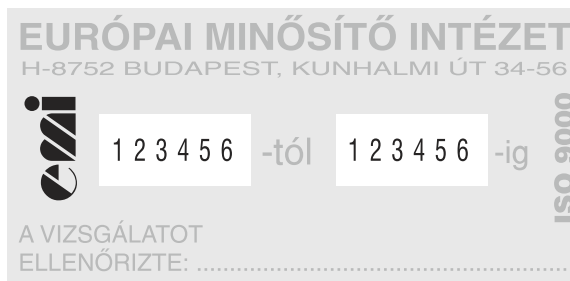 EURÓPAI MINŐSÍTŐ INTÉZET
H-8752 BUDAPEST, KUNHALMI ÚT 34-56
emi 123456 -tól 123456 -ig
ISO 9000
A VIZSGÁLATOT
ELLENŐRIZTE: ........................................................